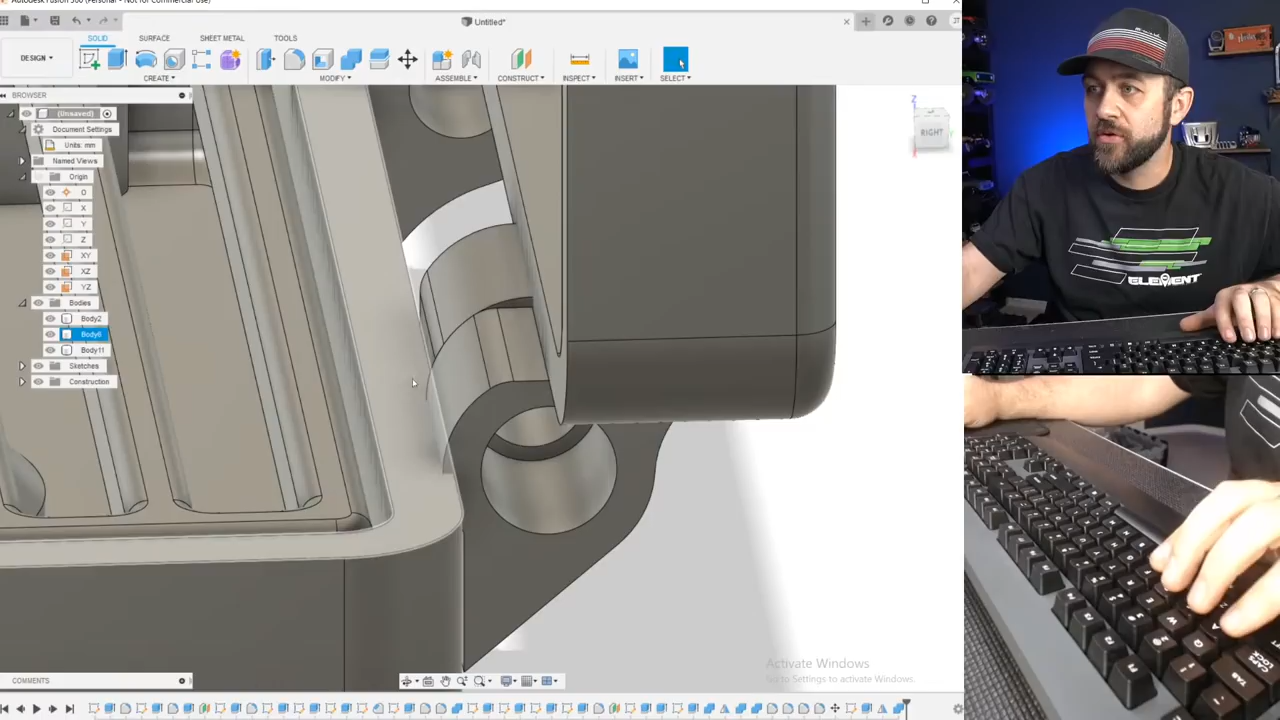 Autodesk Fusion 360 (Personal - Not for Commercial Use)
Untitled*
JT
SOLID SURFACE SHEET METAL TOOLS
DESIGN
CREATE MODIFY ASSEMBLE CONSTRUCT INSPECT INSERT SELECT
BROWSER
(Unsaved)
Document Settings
Units: mm
Named Views
Origin
O
X
Y
Z
XY
XZ
YZ
Bodies
Body2
Body6
Body11
Sketches
Construction
Z
RIGHT
Activate Windows
Go to Settings to activate Windows.
COMMENTS
ELEMENT